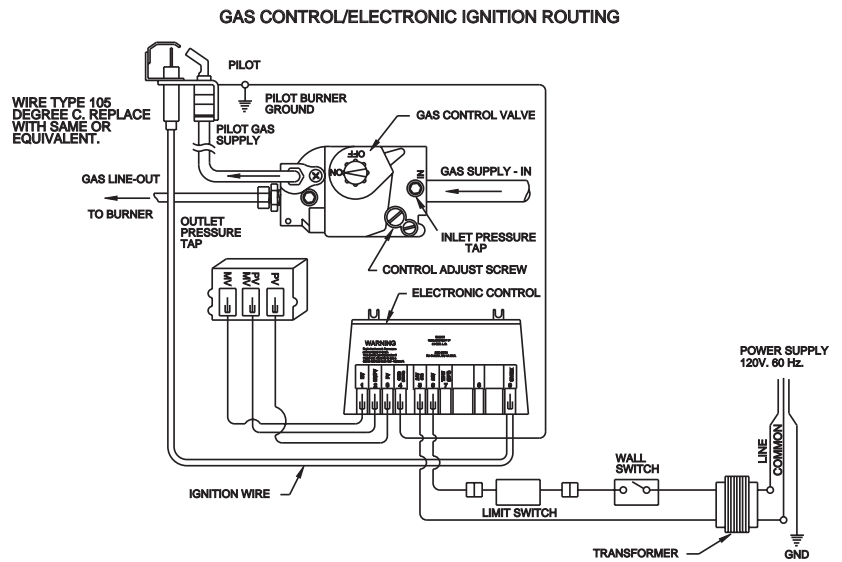 GAS CONTROL/ELECTRONIC IGNITION ROUTING
PILOT
WIRE TYPE 105
DEGREE C. REPLACE
WITH SAME OR
EQUIVALENT.
PILOT BURNER
GROUND
PILOT GAS
SUPPLY
GAS CONTROL VALVE
OFF
ON
IN
GAS SUPPLY - IN
GAS LINE-OUT
TO BURNER
OUTLET
PRESSURE
TAP
INLET PRESSURE
TAP
CONTROL ADJUST SCREW
MV
MV
PV
PV
ELECTRONIC CONTROL
WARNING
POWER SUPPLY
120V. 60 Hz.
LINE
COMMON
WALL
SWITCH
IGNITION WIRE
LIMIT SWITCH
TRANSFORMER
GND